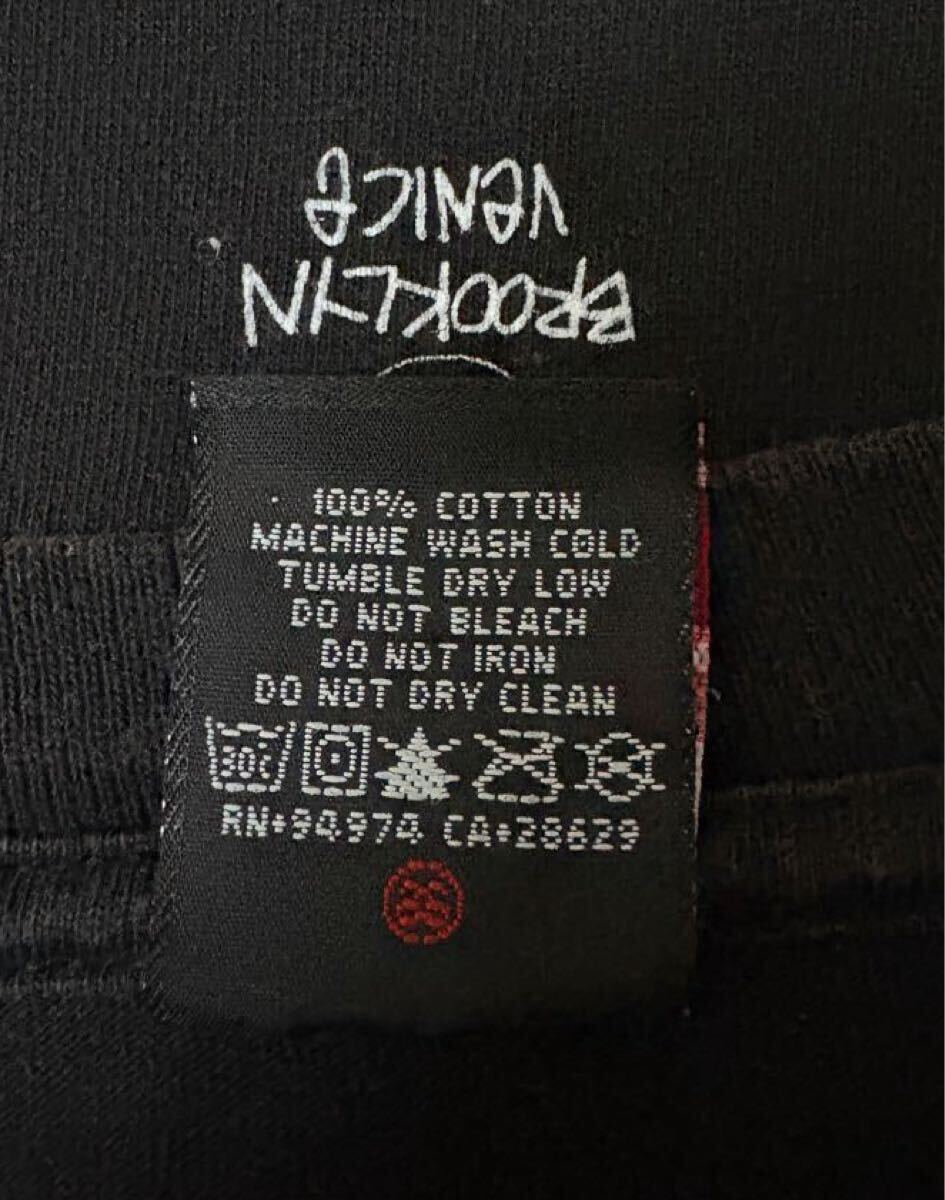 BROOKLYN
VENICE
100% COTTON
MACHINE WASH COLD
TUMBLE DRY LOW
DO NOT BLEACH
DO NOT IRON
DO NOT DRY CLEAN
30c
RN#94974 CA#28629